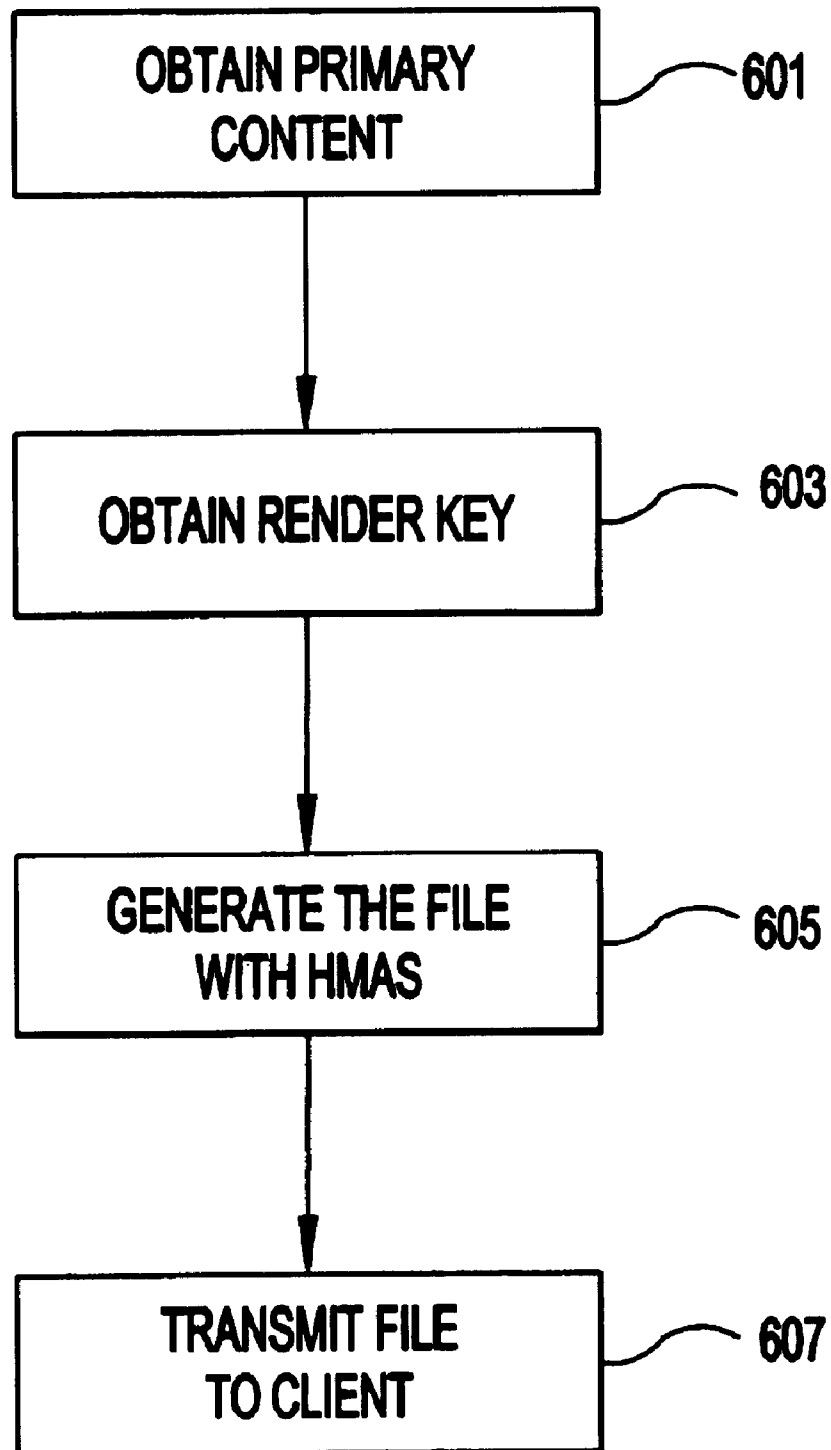 OBTAIN PRIMARY
CONTENT
601
OBTAIN RENDER KEY
603
GENERATE THE FILE
WITH HMAS
605
TRANSMIT FILE
TO CLIENT
607